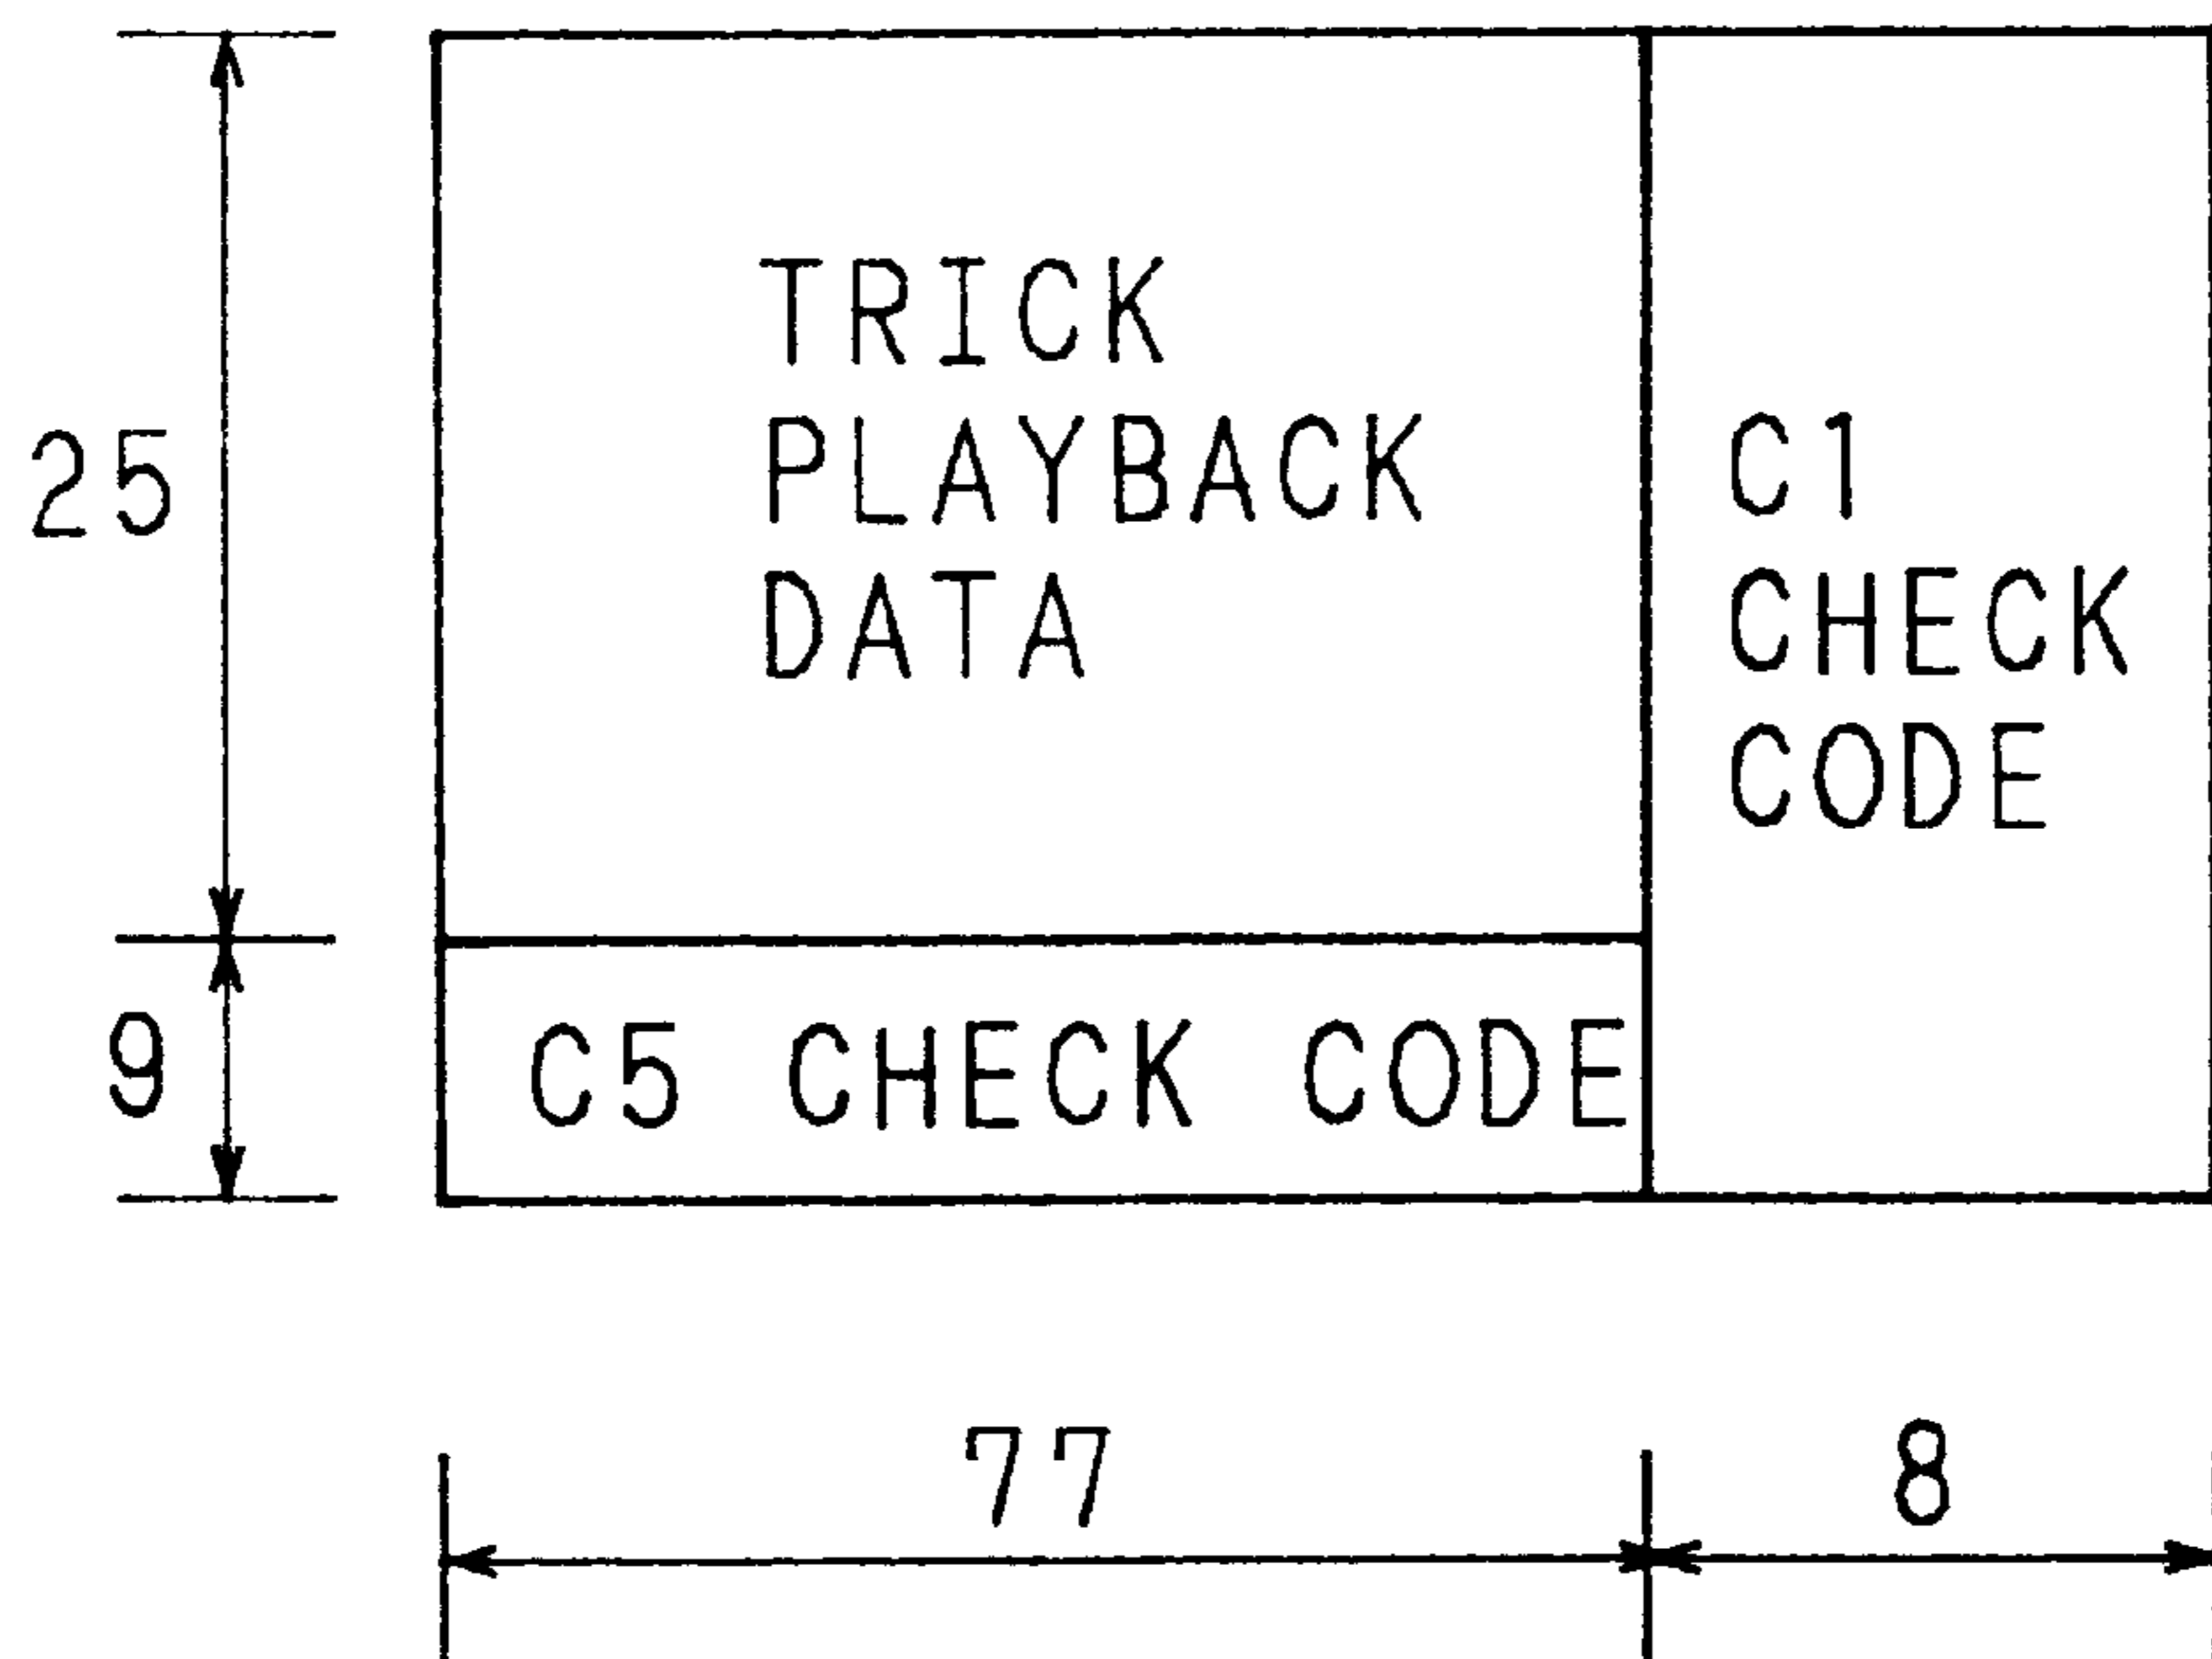 TRICK
PLAYBACK
DATA
25
C1
CHECK
CODE
9
C5 CHECK CODE
77
8